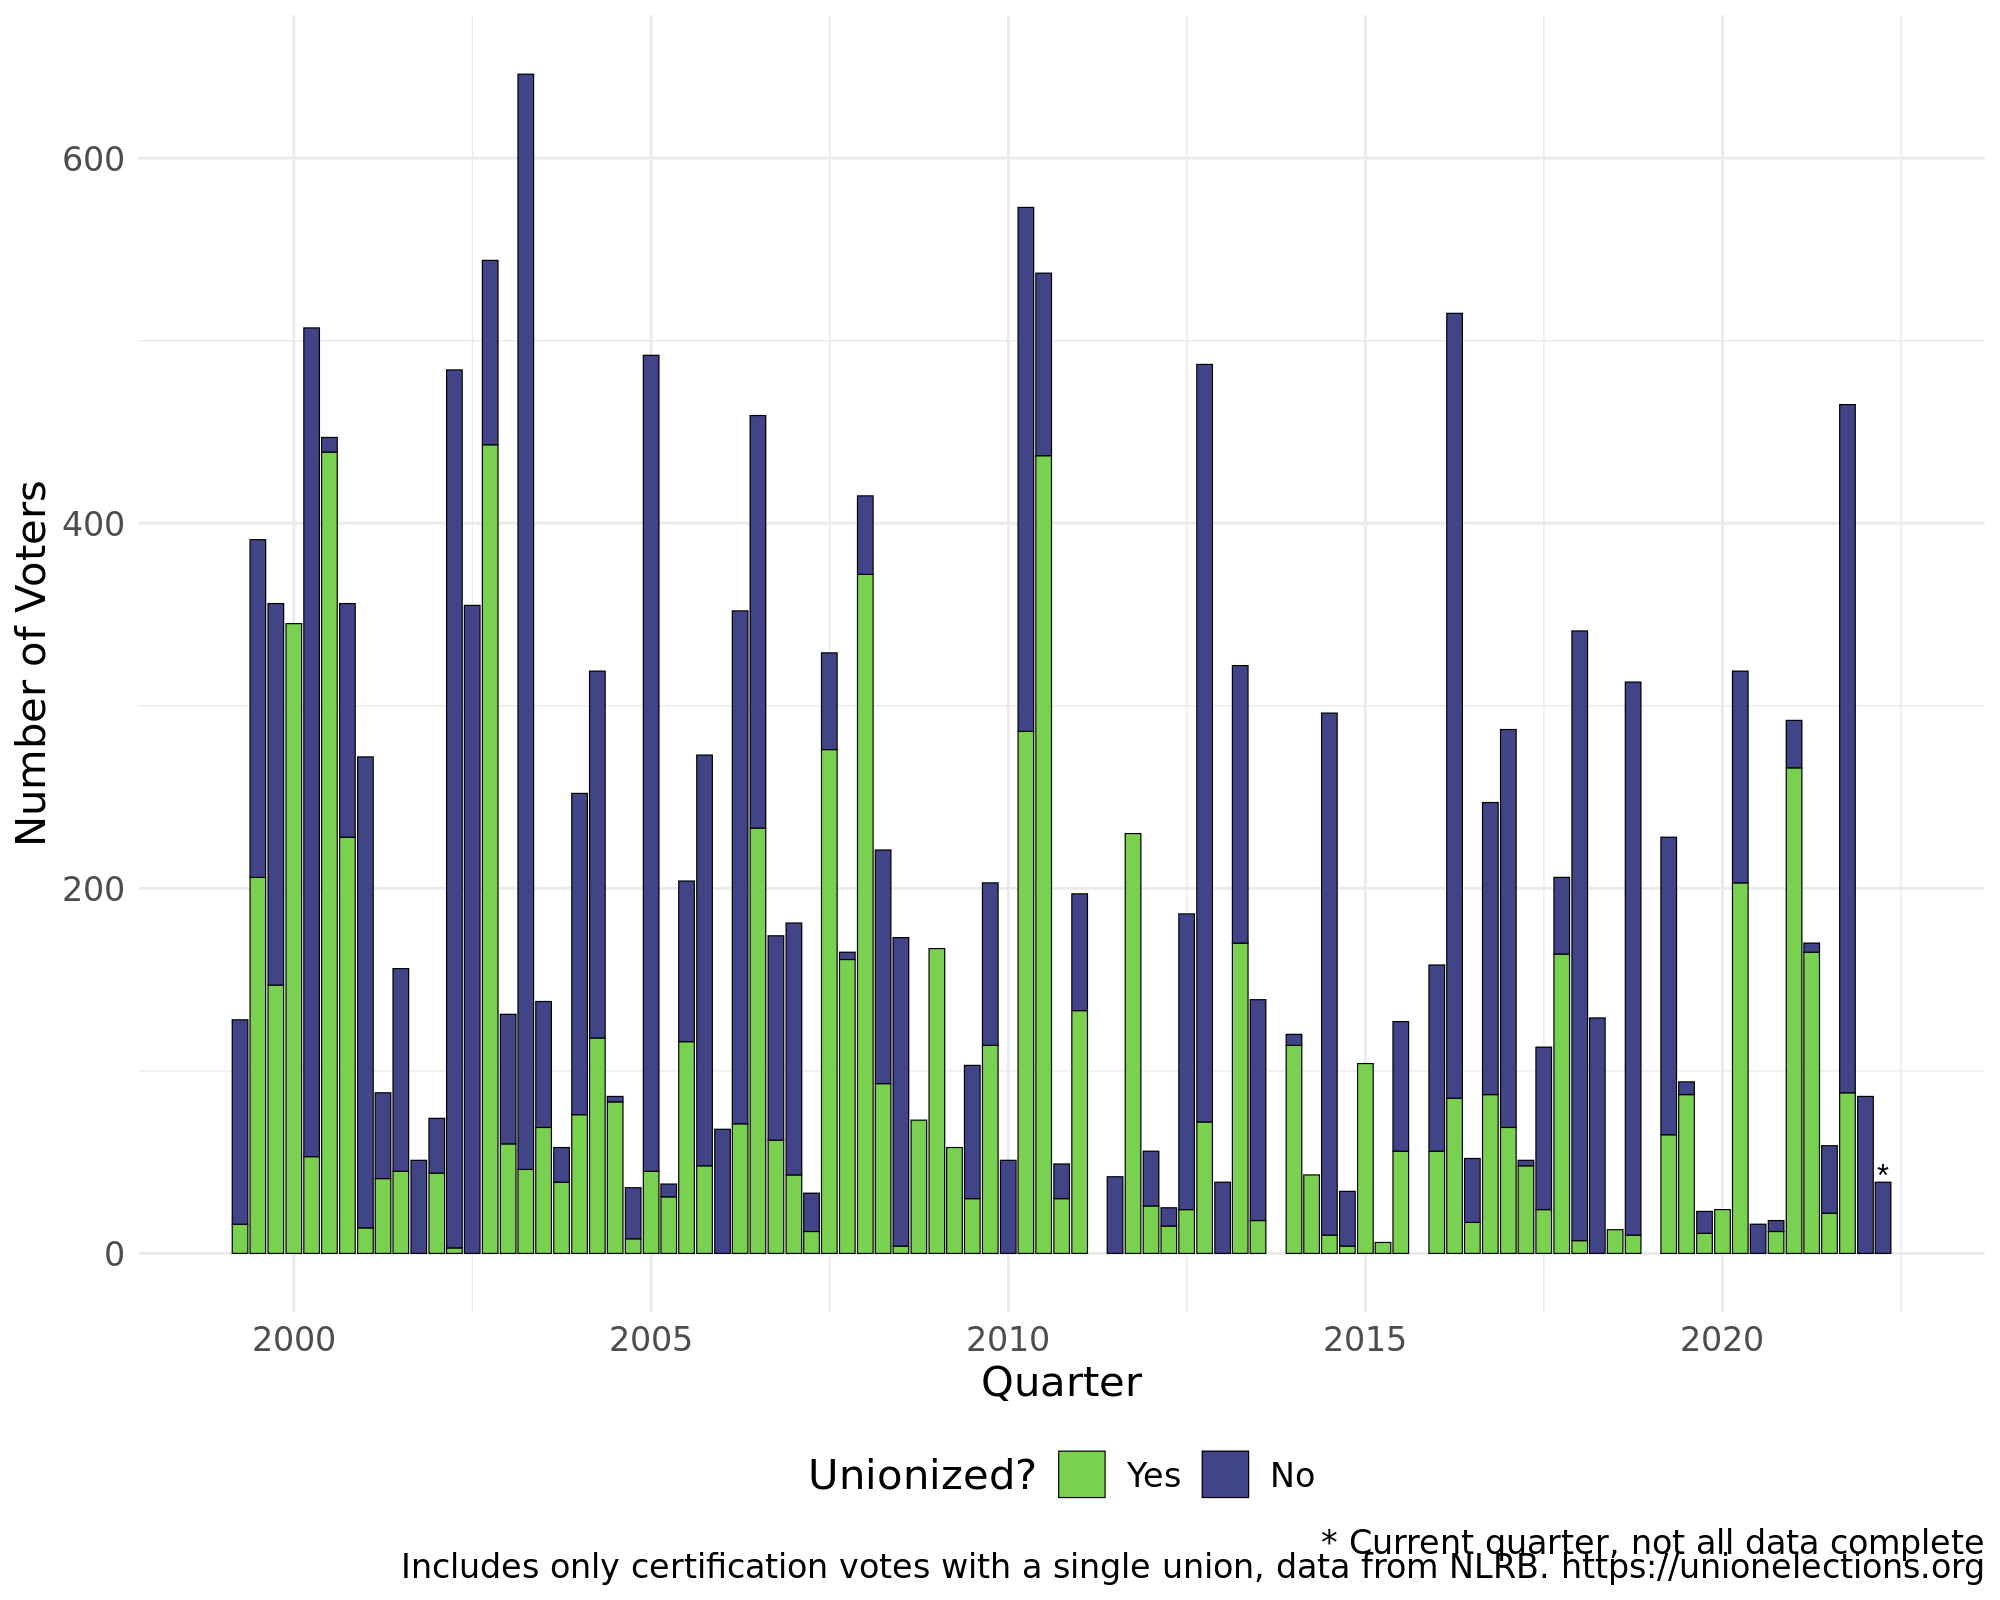 600
400
200
0
Number of Voters
2000 2005 2010 2015 2020
Quarter
*
Unionized? Yes No
* Current quarter, not all data complete
Includes only certification votes with a single union, data from NLRB. https://unionelections.org